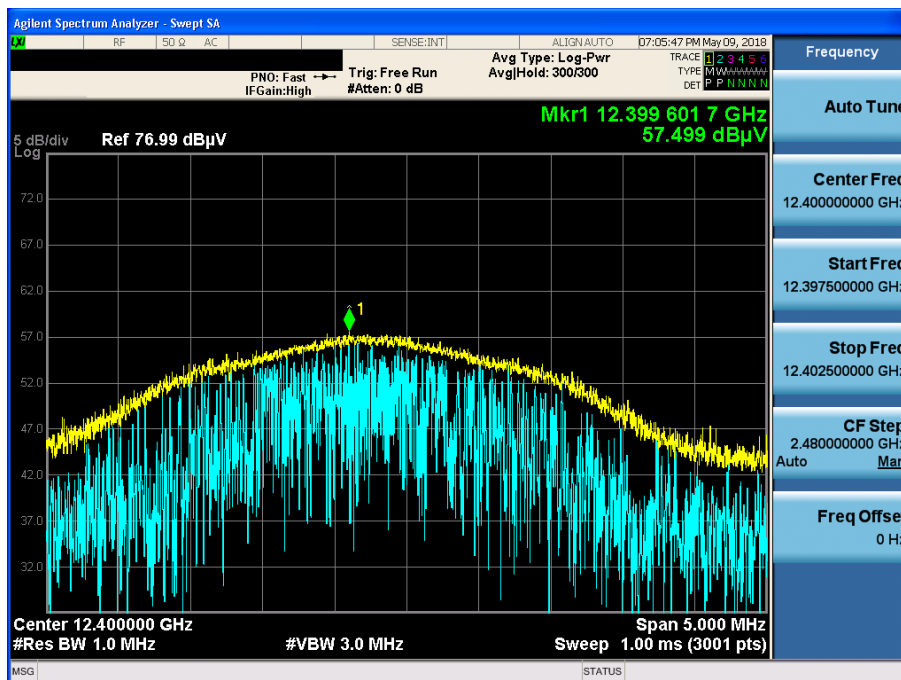 Agilent Spectrum Analyzer - Swept SA
LXI RF 50 Ω AC SENSE:INT ALIGN AUTO 07:05:47 PM May 09, 2018
Frequency
PNO: Fast
IFGain:High
Trig: Free Run
#Atten: 0 dB
Avg Type: Log-Pwr
Avg|Hold: 300/300
TRACE 1 2 3 4 5 6
TYPE M W W W W W
DET P P N N N N
Auto Tune
Mkr1 12.399 601 7 GHz
57.499 dBµV
5 dB/div Ref 76.99 dBµV
Log
72.0
67.0
62.0
57.0
52.0
47.0
42.0
37.0
32.0
1
Center Freq
12.400000000 GHz
Start Freq
12.397500000 GHz
Stop Freq
12.402500000 GHz
CF Step
2.480000000 GHz
Auto Man
Freq Offse
0 Hz
Center 12.400000 GHz Span 5.000 MHz
#Res BW 1.0 MHz #VBW 3.0 MHz Sweep 1.00 ms (3001 pts)
MSG STATUS